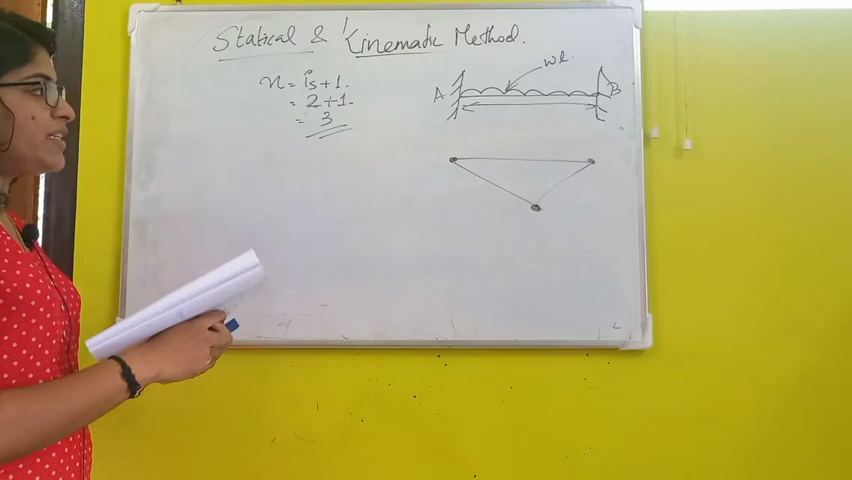 Statical & Kinematic Method.
n = is + 1.
= 2 + 1.
= 3
wl.
A
B